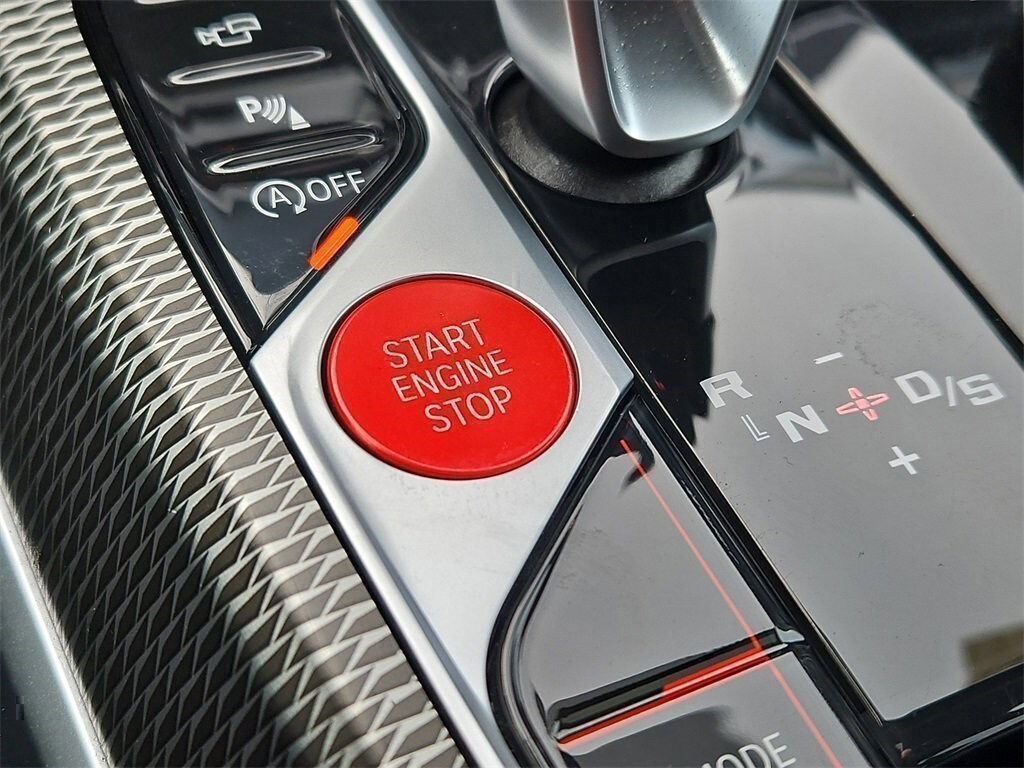 P
A OFF
START
ENGINE
STOP
R −
N D/S
+
MODE